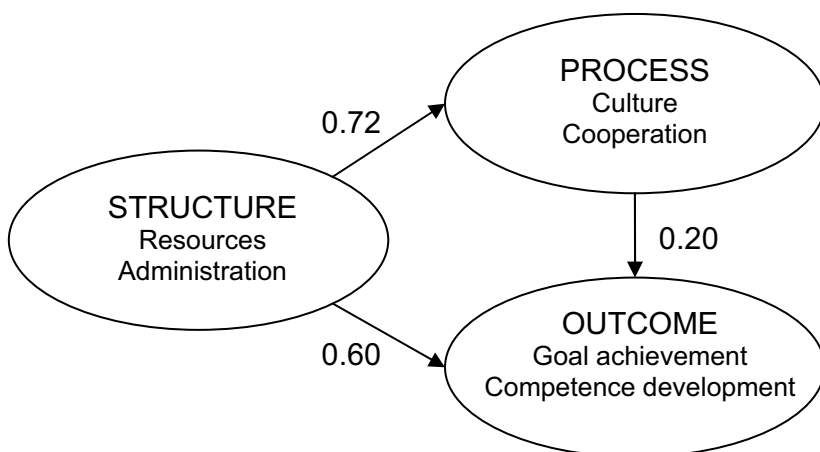 PROCESS
Culture
Cooperation
0.72
STRUCTURE
Resources
Administration
0.20
0.60
OUTCOME
Goal achievement
Competence development